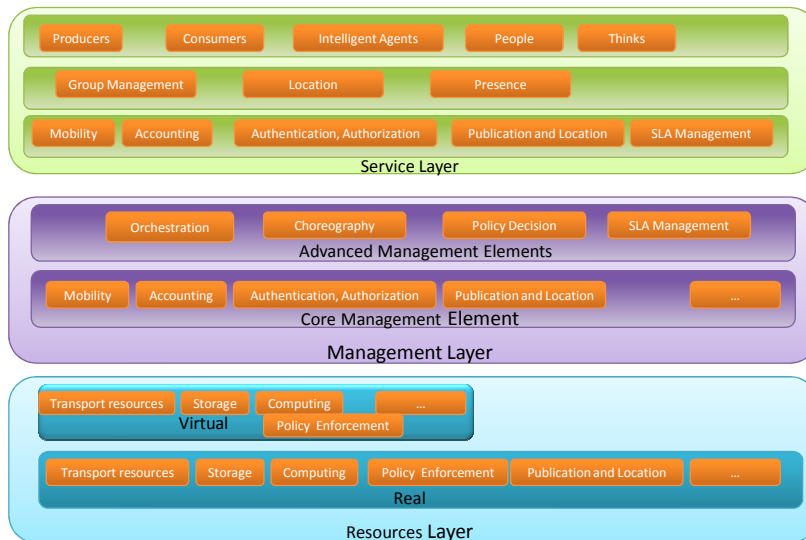 Producers Consumers Intelligent Agents People Thinks
Group Management Location Presence
Mobility Accounting Authentication, Authorization Publication and Location SLA Management
Service Layer
Orchestration Choreography Policy Decision SLA Management
Advanced Management Elements
Mobility Accounting Authentication, Authorization Publication and Location ...
Core Management Element
Management Layer
Transport resources Storage Computing ...
Virtual Policy Enforcement
Transport resources Storage Computing Policy Enforcement Publication and Location ...
Real
Resources Layer